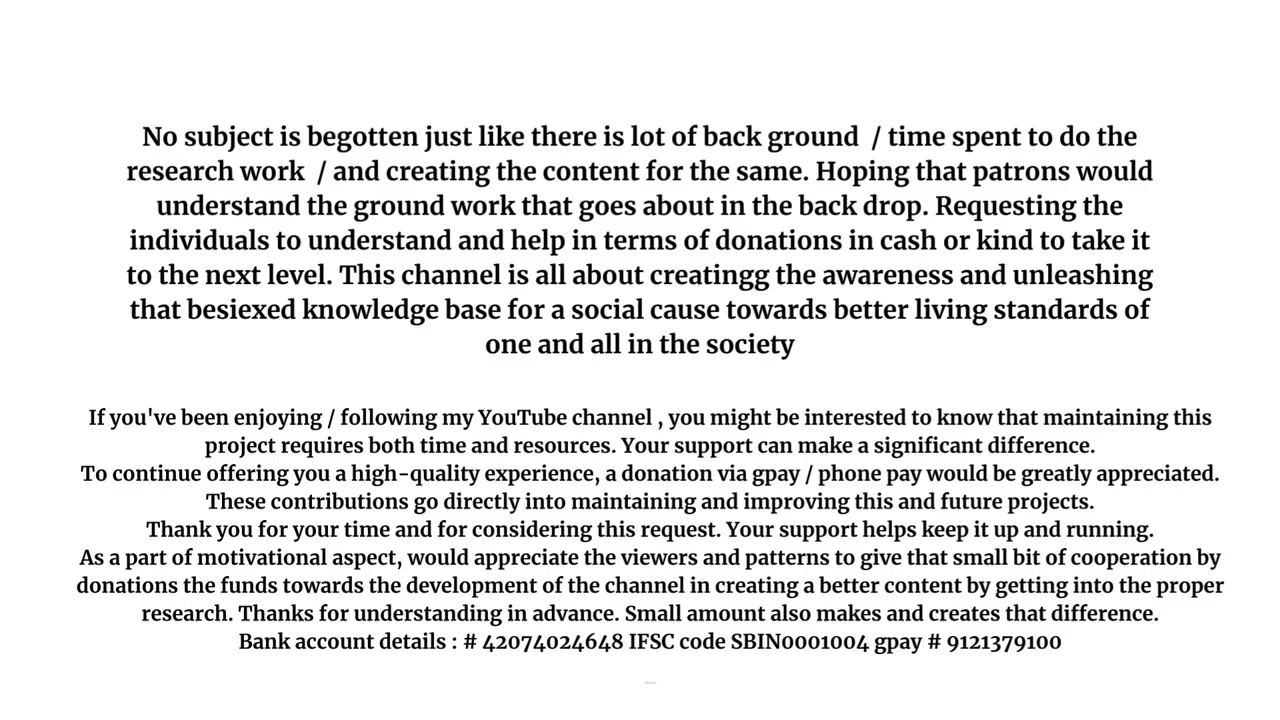 No subject is begotten just like there is lot of back ground / time spent to do the
research work / and creating the content for the same. Hoping that patrons would
understand the ground work that goes about in the back drop. Requesting the
individuals to understand and help in terms of donations in cash or kind to take it
to the next level. This channel is all about creatingg the awareness and unleashing
that besiexed knowledge base for a social cause towards better living standards of
one and all in the society
If you've been enjoying / following my YouTube channel , you might be interested to know that maintaining this
project requires both time and resources. Your support can make a significant difference.
To continue offering you a high-quality experience, a donation via gpay / phone pay would be greatly appreciated.
These contributions go directly into maintaining and improving this and future projects.
Thank you for your time and for considering this request. Your support helps keep it up and running.
As a part of motivational aspect, would appreciate the viewers and patterns to give that small bit of cooperation by
donations the funds towards the development of the channel in creating a better content by getting into the proper
research. Thanks for understanding in advance. Small amount also makes and creates that difference.
Bank account details : # 42074024648 IFSC code SBIN0001004 gpay # 9121379100